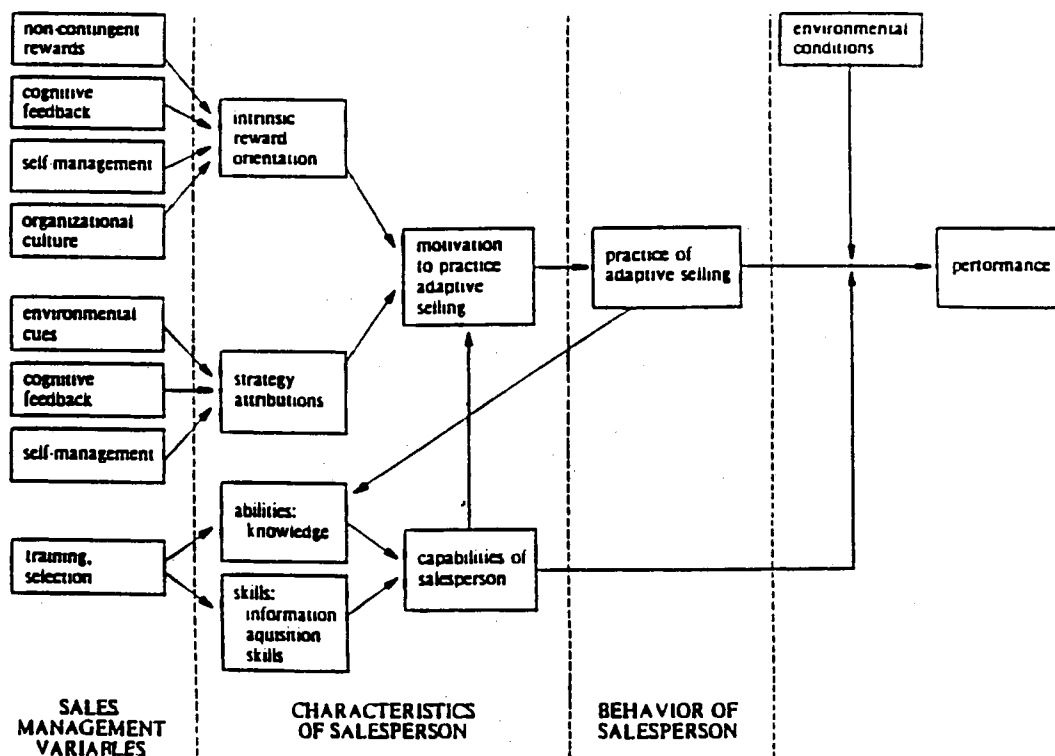 non-contingent
rewards
cognitive
feedback
self-management
organizational
culture
environmental
cues
cognitive
feedback
self-management
training,
selection
intrinsic
reward
orientation
strategy
attributions
abilities:
knowledge
skills:
information
aquisition
skills
motivation
to practice
adaptive
selling
capabilities of
salesperson
practice of
adaptive selling
environmental
conditions
performance
SALES
MANAGEMENT
VARIABLES
CHARACTERISTICS
OF SALESPERSON
BEHAVIOR OF
SALESPERSON